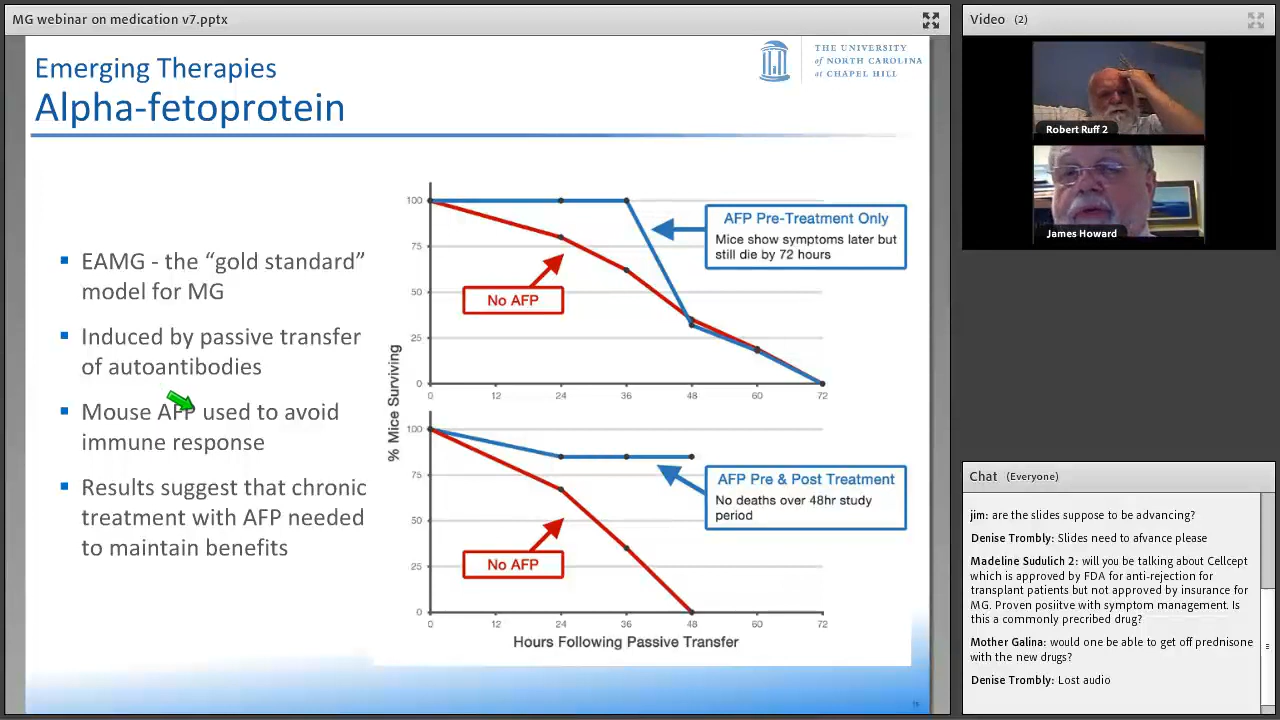 MG webinar on medication v7.pptx
Emerging Therapies
Alpha-fetoprotein
THE UNIVERSITY
of NORTH CAROLINA
at CHAPEL HILL
EAMG - the “gold standard”
model for MG
Induced by passive transfer
of autoantibodies
Mouse AFP used to avoid
immune response
Results suggest that chronic
treatment with AFP needed
to maintain benefits
% Mice Surviving
100
75
50
25
0
0 12 24 36 48 60 72
AFP Pre-Treatment Only
Mice show symptoms later but
still die by 72 hours
No AFP
100
75
50
25
0
0 12 24 36 48 60 72
AFP Pre & Post Treatment
No deaths over 48hr study
period
No AFP
Hours Following Passive Transfer
Video (2)
Robert Ruff 2
James Howard
Chat (Everyone)
jim: are the slides suppose to be advancing?
Denise Trombly: Slides need to afvance please
Madeline Sudulich 2: will you be talking about Cellcept
which is approved by FDA for anti-rejection for
transplant patients but not approved by insurance for
MG. Proven posiitve with symptom management. Is
this a commonly precribed drug?
Mother Galina: would one be able to get off prednisone
with the new drugs?
Denise Trombly: Lost audio